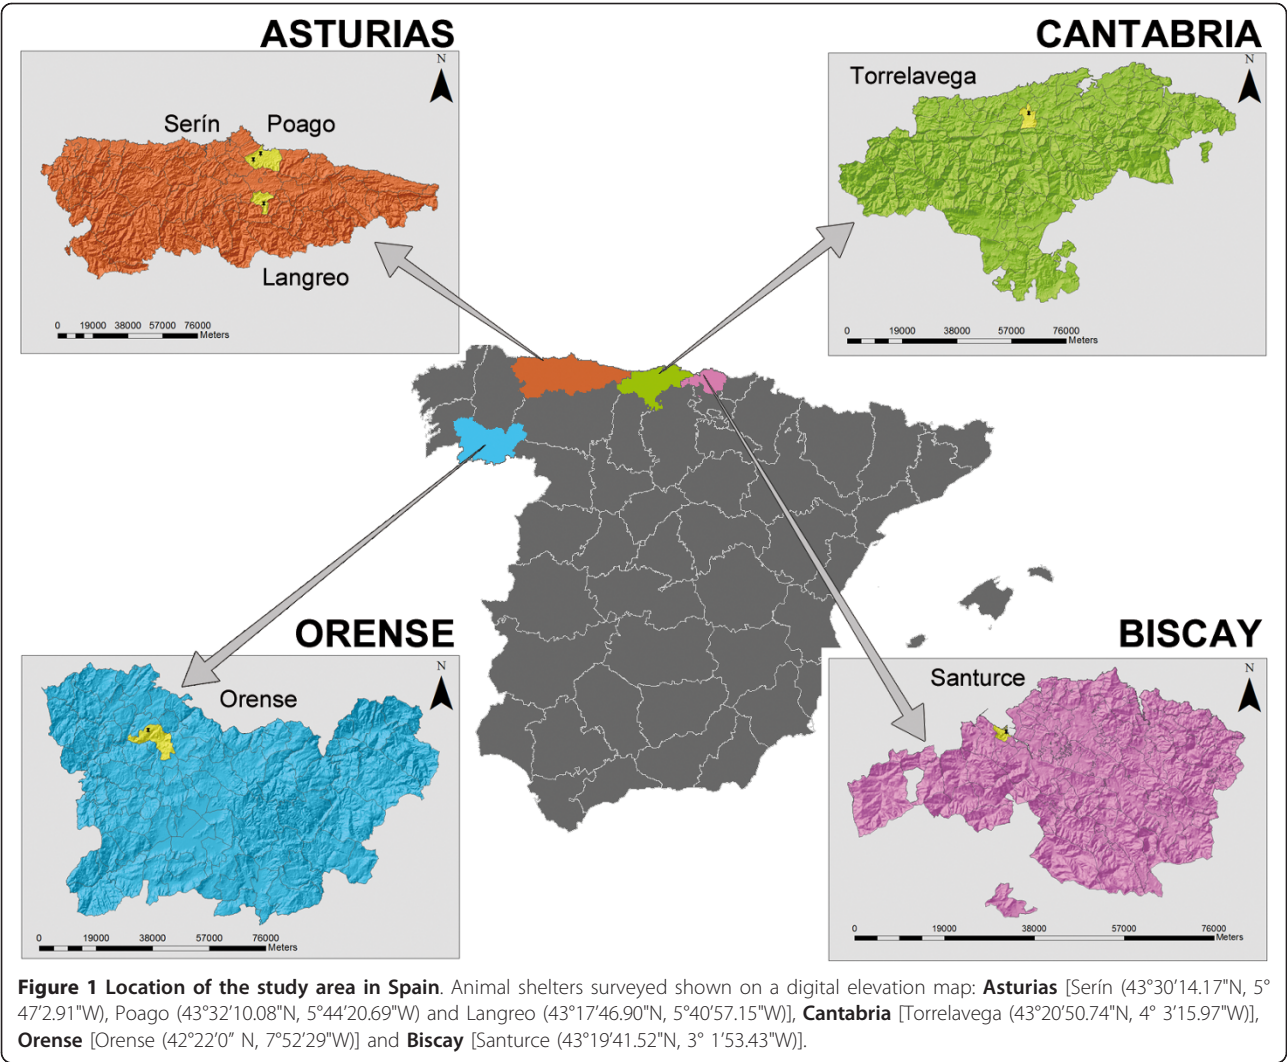 ASTURIAS
N
Serín
Poago
Langreo
0 19000 38000 57000 76000
Meters
CANTABRIA
N
Torrelavega
0 19000 38000 57000 76000
Meters
ORENSE
N
Orense
0 19000 38000 57000 76000
Meters
BISCAY
N
Santurce
0 19000 38000 57000 76000
Meters
Figure 1 Location of the study area in Spain. Animal shelters surveyed shown on a digital elevation map: Asturias [Serín (43°30’14.17"N, 5°
47’2.91"W), Poago (43°32’10.08"N, 5°44’20.69"W) and Langreo (43°17’46.90"N, 5°40’57.15"W)], Cantabria [Torrelavega (43°20’50.74"N, 4° 3’15.97"W)],
Orense [Orense (42°22’0” N, 7°52’29"W)] and Biscay [Santurce (43°19’41.52"N, 3° 1’53.43"W)].